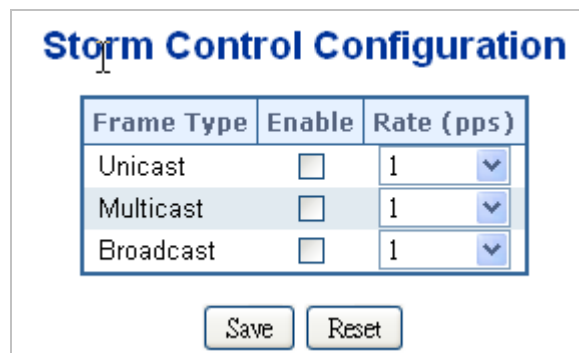 Storm Control Configuration
Frame Type Enable Rate (pps)
Unicast 1
Multicast 1
Broadcast 1
Save Reset